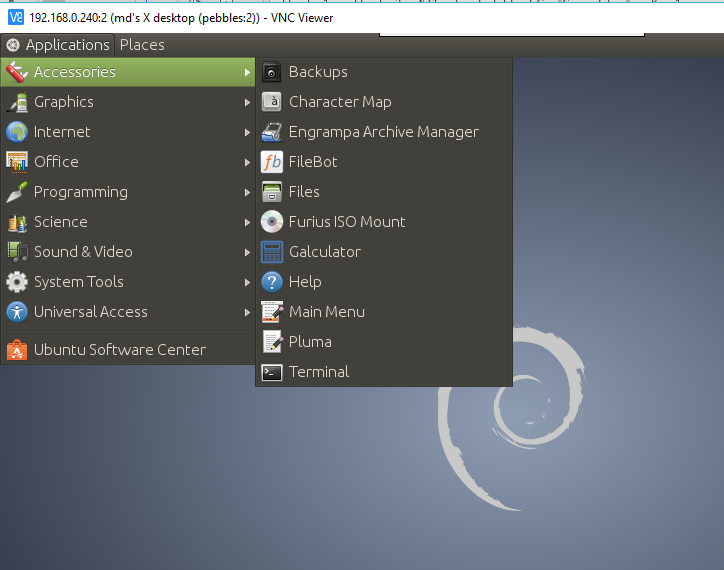 192.168.0.240:2 (md's X desktop (pebbles:2)) - VNC Viewer
Applications Places
Accessories
Graphics
Internet
Office
Programming
Science
Sound & Video
System Tools
Universal Access
Ubuntu Software Center
Backups
Character Map
Engrampa Archive Manager
FileBot
Files
Furius ISO Mount
Galculator
Help
Main Menu
Pluma
Terminal